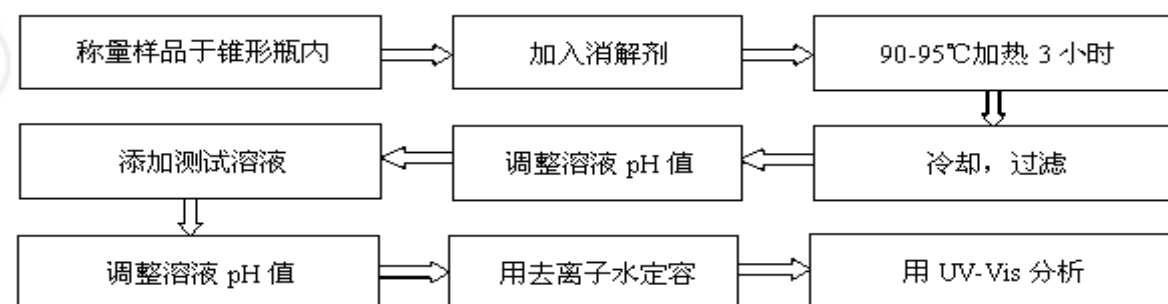 称量样品于锥形瓶内
加入消解剂
90-95℃加热 3 小时
冷却，过滤
调整溶液 pH 值
添加测试溶液
调整溶液 pH 值
用去离子水定容
用 UV-Vis 分析